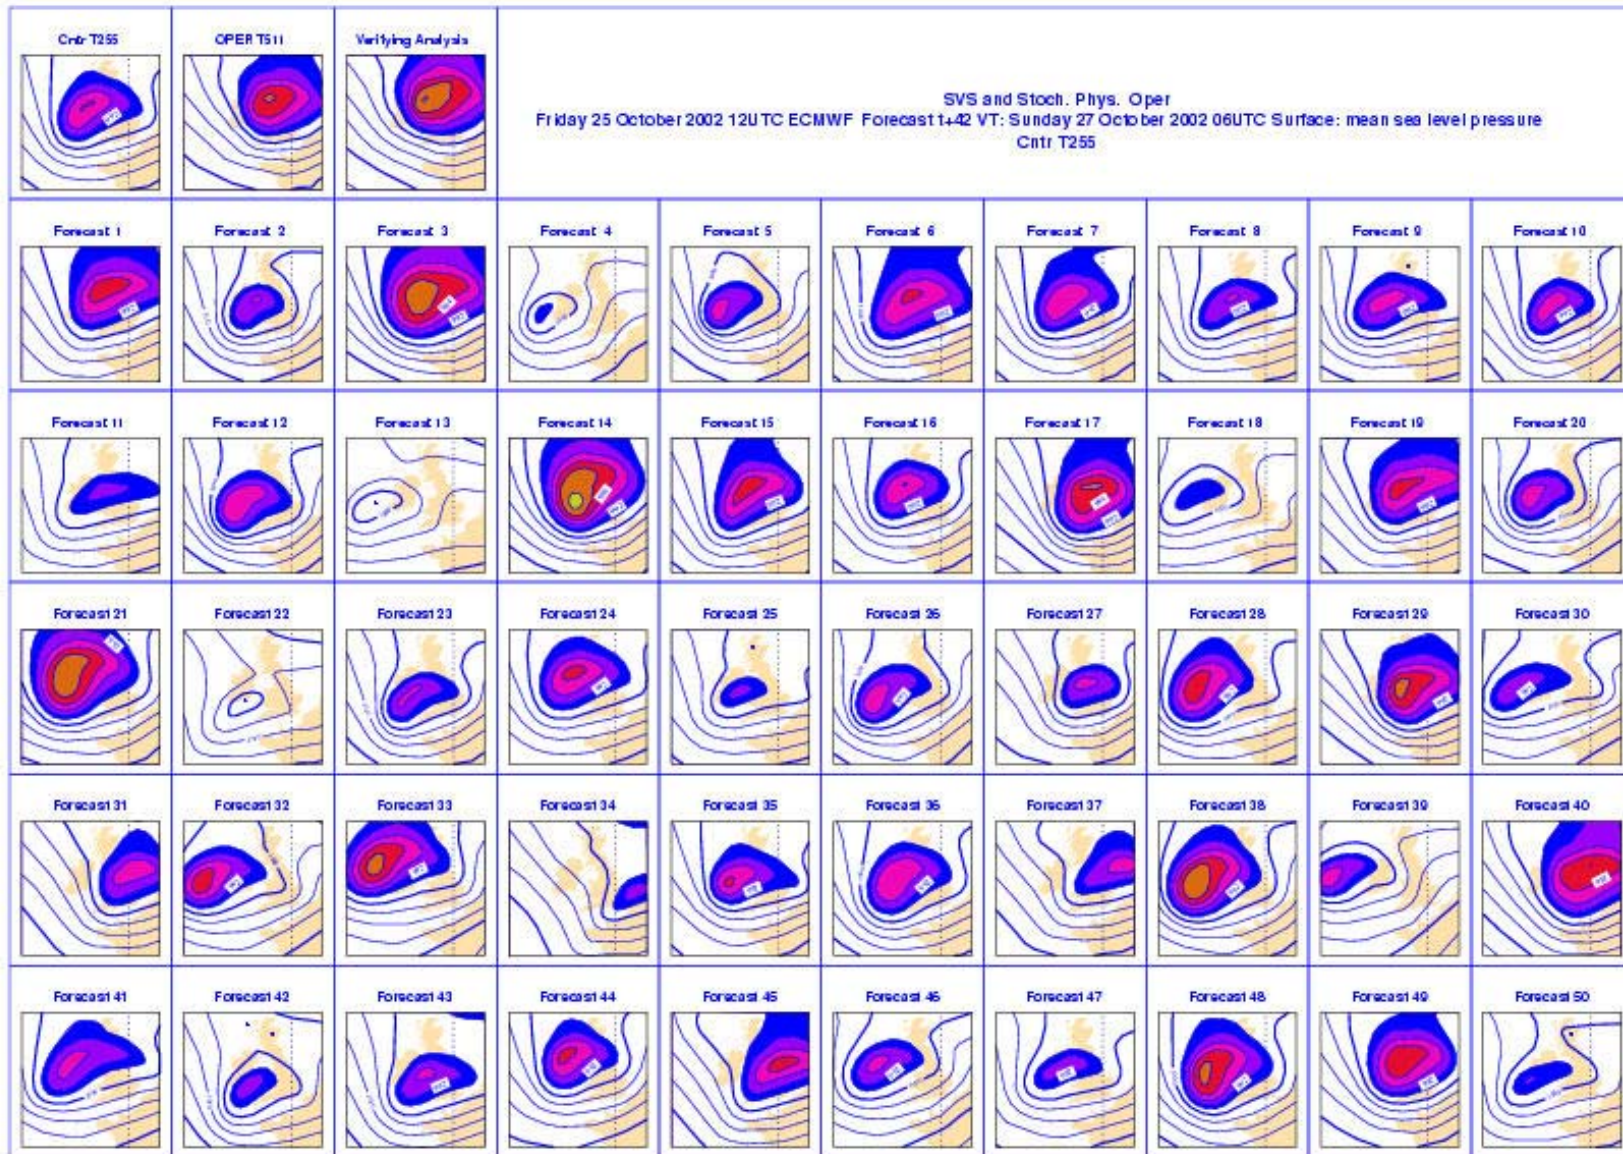 Cntr T255
OPER T511
Verifying Analysis
SVS and Stoch. Phys. Oper
Friday 25 October 2002 12UTC ECMWF Forecast t+42 VT: Sunday 27 October 2002 06UTC Surface: mean sea level pressure
Cntr T255
Forecast 1
Forecast 2
Forecast 3
Forecast 4
Forecast 5
Forecast 6
Forecast 7
Forecast 8
Forecast 9
Forecast 10
Forecast 11
Forecast 12
Forecast 13
Forecast 14
Forecast 15
Forecast 16
Forecast 17
Forecast 18
Forecast 19
Forecast 20
Forecast 21
Forecast 22
Forecast 23
Forecast 24
Forecast 25
Forecast 26
Forecast 27
Forecast 28
Forecast 29
Forecast 30
Forecast 31
Forecast 32
Forecast 33
Forecast 34
Forecast 35
Forecast 36
Forecast 37
Forecast 38
Forecast 39
Forecast 40
Forecast 41
Forecast 42
Forecast 43
Forecast 44
Forecast 45
Forecast 46
Forecast 47
Forecast 48
Forecast 49
Forecast 50